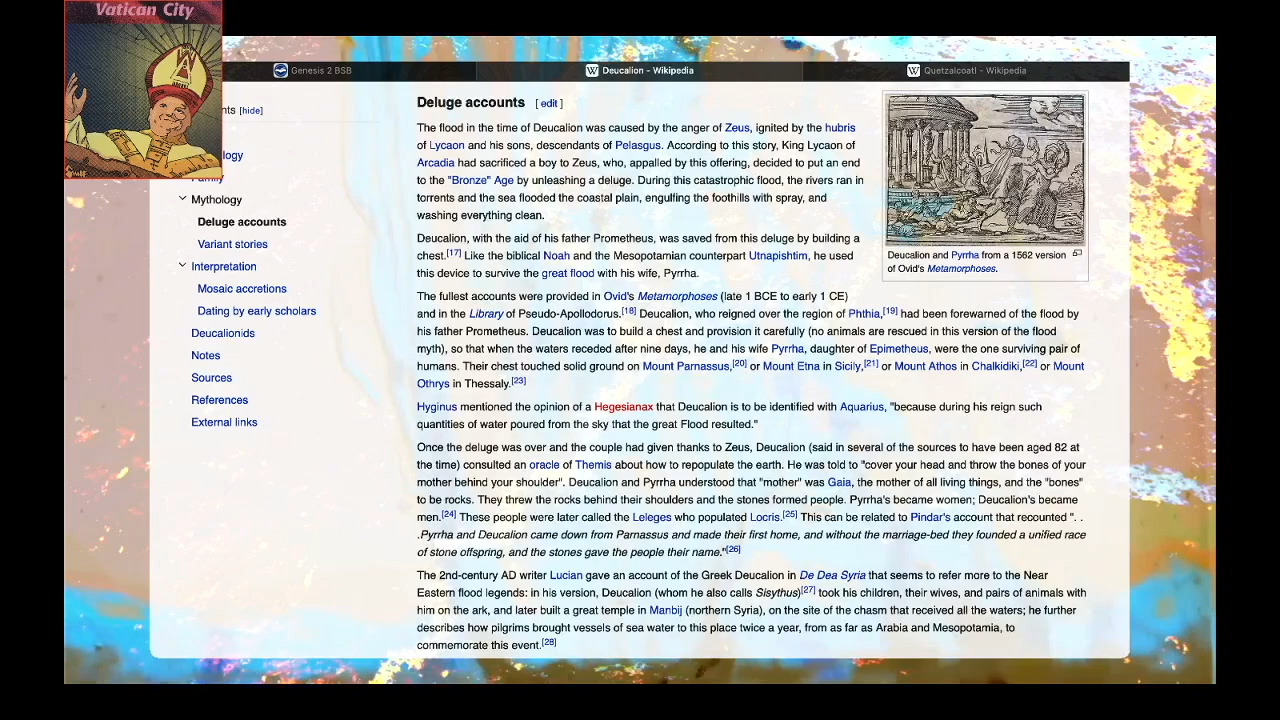 Vatican City
Genesis 2 BSB
Deucalion - Wikipedia
Quetzalcoatl - Wikipedia
nts [hide]
ology
Family
Mythology
Deluge accounts
Variant stories
Interpretation
Mosaic accretions
Dating by early scholars
Deucalionids
Notes
Sources
References
External links
Deluge accounts [ edit ]
The flood in the time of Deucalion was caused by the anger of Zeus, ignited by the hubris
of Lycaon and his sons, descendants of Pelasgus. According to this story, King Lycaon of
Arcadia had sacrificed a boy to Zeus, who, appalled by this offering, decided to put an end
to the "Bronze" Age by unleashing a deluge. During this catastrophic flood, the rivers ran in
torrents and the sea flooded the coastal plain, engulfing the foothills with spray, and
washing everything clean.
Deucalion, with the aid of his father Prometheus, was saved from this deluge by building a
chest.[17] Like the biblical Noah and the Mesopotamian counterpart Utnapishtim, he used
this device to survive the great flood with his wife, Pyrrha.
Deucalion and Pyrrha from a 1562 version
of Ovid's Metamorphoses.
The fullest accounts were provided in Ovid's Metamorphoses (late 1 BCE to early 1 CE)
and in the Library of Pseudo-Apollodorus.[18] Deucalion, who reigned over the region of Phthia,[19] had been forewarned of the flood by
his father Prometheus. Deucalion was to build a chest and provision it carefully (no animals are rescued in this version of the flood
myth), so that when the waters receded after nine days, he and his wife Pyrrha, daughter of Epimetheus, were the one surviving pair of
humans. Their chest touched solid ground on Mount Parnassus,[20] or Mount Etna in Sicily,[21] or Mount Athos in Chalkidiki,[22] or Mount
Othrys in Thessaly.[23]
Hyginus mentioned the opinion of a Hegesianax that Deucalion is to be identified with Aquarius, "because during his reign such
quantities of water poured from the sky that the great Flood resulted."
Once the deluge was over and the couple had given thanks to Zeus, Deucalion (said in several of the sources to have been aged 82 at
the time) consulted an oracle of Themis about how to repopulate the earth. He was told to "cover your head and throw the bones of your
mother behind your shoulder". Deucalion and Pyrrha understood that "mother" was Gaia, the mother of all living things, and the "bones"
to be rocks. They threw the rocks behind their shoulders and the stones formed people. Pyrrha's became women; Deucalion's became
men.[24] These people were later called the Leleges who populated Locris.[25] This can be related to Pindar's account that recounted ". .
.Pyrrha and Deucalion came down from Parnassus and made their first home, and without the marriage-bed they founded a unified race
of stone offspring, and the stones gave the people their name."[26]
The 2nd-century AD writer Lucian gave an account of the Greek Deucalion in De Dea Syria that seems to refer more to the Near
Eastern flood legends: in his version, Deucalion (whom he also calls Sisythus)[27] took his children, their wives, and pairs of animals with
him on the ark, and later built a great temple in Manbij (northern Syria), on the site of the chasm that received all the waters; he further
describes how pilgrims brought vessels of sea water to this place twice a year, from as far as Arabia and Mesopotamia, to
commemorate this event.[28]